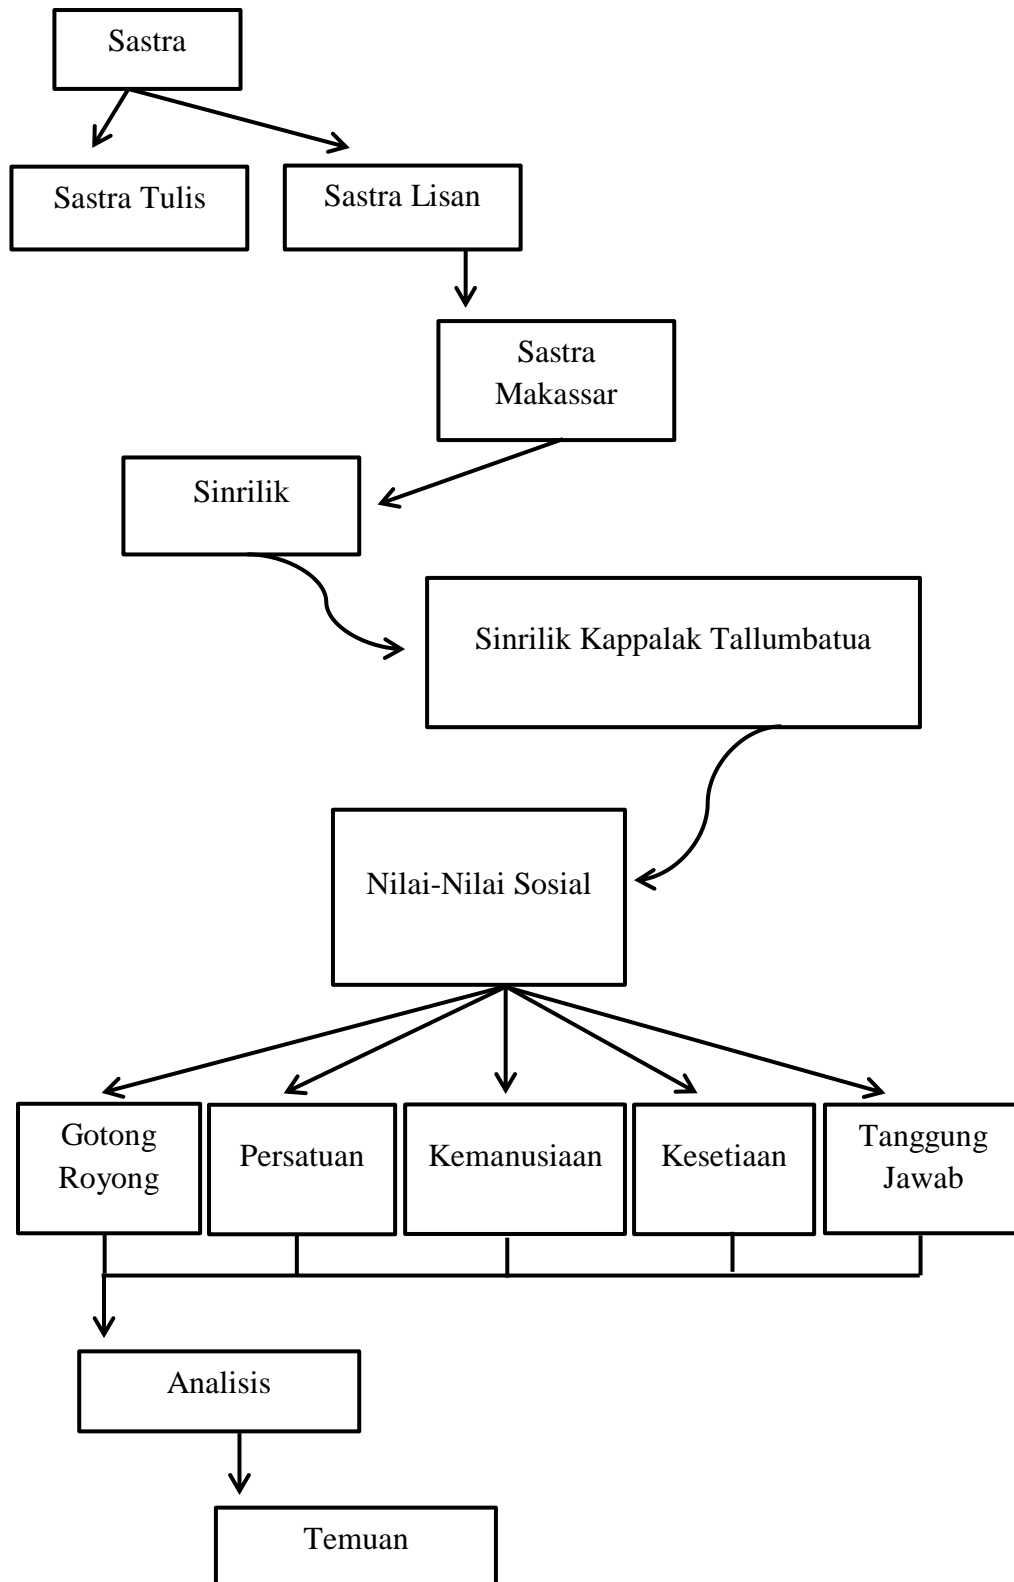 Sastra
Sastra Tulis
Sastra Lisan
Sastra
Makassar
Sinrilik
Sinrilik Kappalak Tallumbatua
Nilai-Nilai Sosial
Gotong
Royong
Persatuan
Kemanusiaan
Kesetiaan
Tanggung
Jawab
Analisis
Temuan